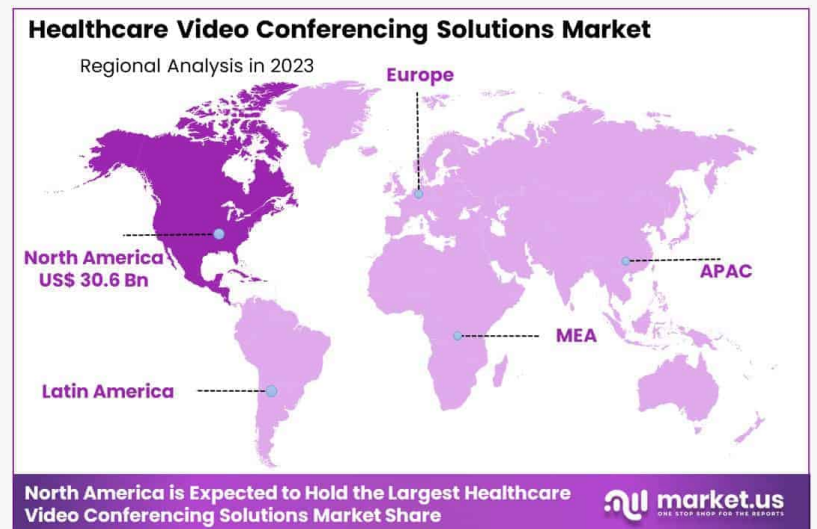 Healthcare Video Conferencing Solutions Market
Regional Analysis in 2023
Europe
North America
US$ 30.6 Bn
APAC
MEA
Latin America
North America is Expected to Hold the Largest Healthcare
Video Conferencing Solutions Market Share
market.us
ONE STOP SHOP FOR THE REPORTS